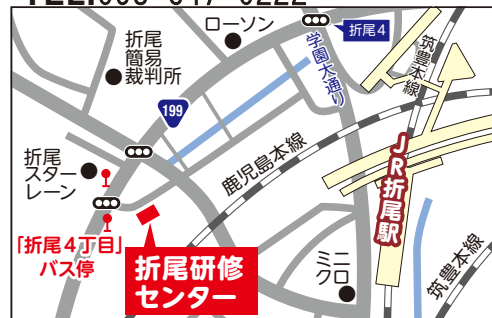 ローソン
折尾4
折尾
簡易
裁判所
学園大通り
筑豊本線
199
鹿児島本線
JR折尾駅
折尾
スター
レーン
「折尾4丁目」
バス停
折尾研修
センター
ミニ
クロ
筑豊本線